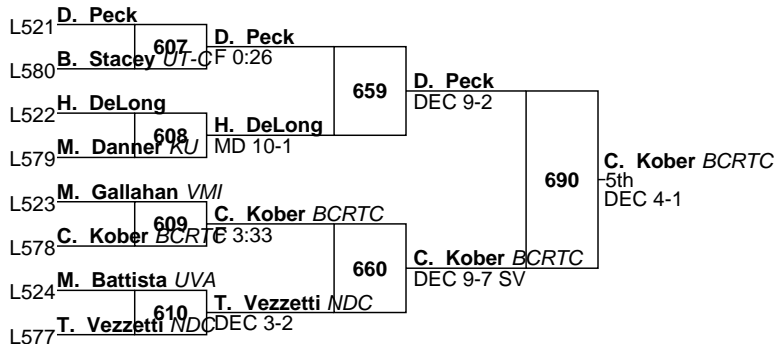 L521 D. Peck
607 D. Peck
L580 B. Stacey UT-C F 0:26
659 D. Peck
DEC 9-2
L522 H. DeLong
608 H. DeLong
L579 M. Danner KU MD 10-1
690 C. Kober BCRTC
5th
DEC 4-1
L523 M. Gallahan VMI
609 C. Kober BCRTC
L578 C. Kober BCRTC F 3:33
660 C. Kober BCRTC
DEC 9-7 SV
L524 M. Battista UVA
610 T. Vezzetti NDC
L577 T. Vezzetti NDC DEC 3-2